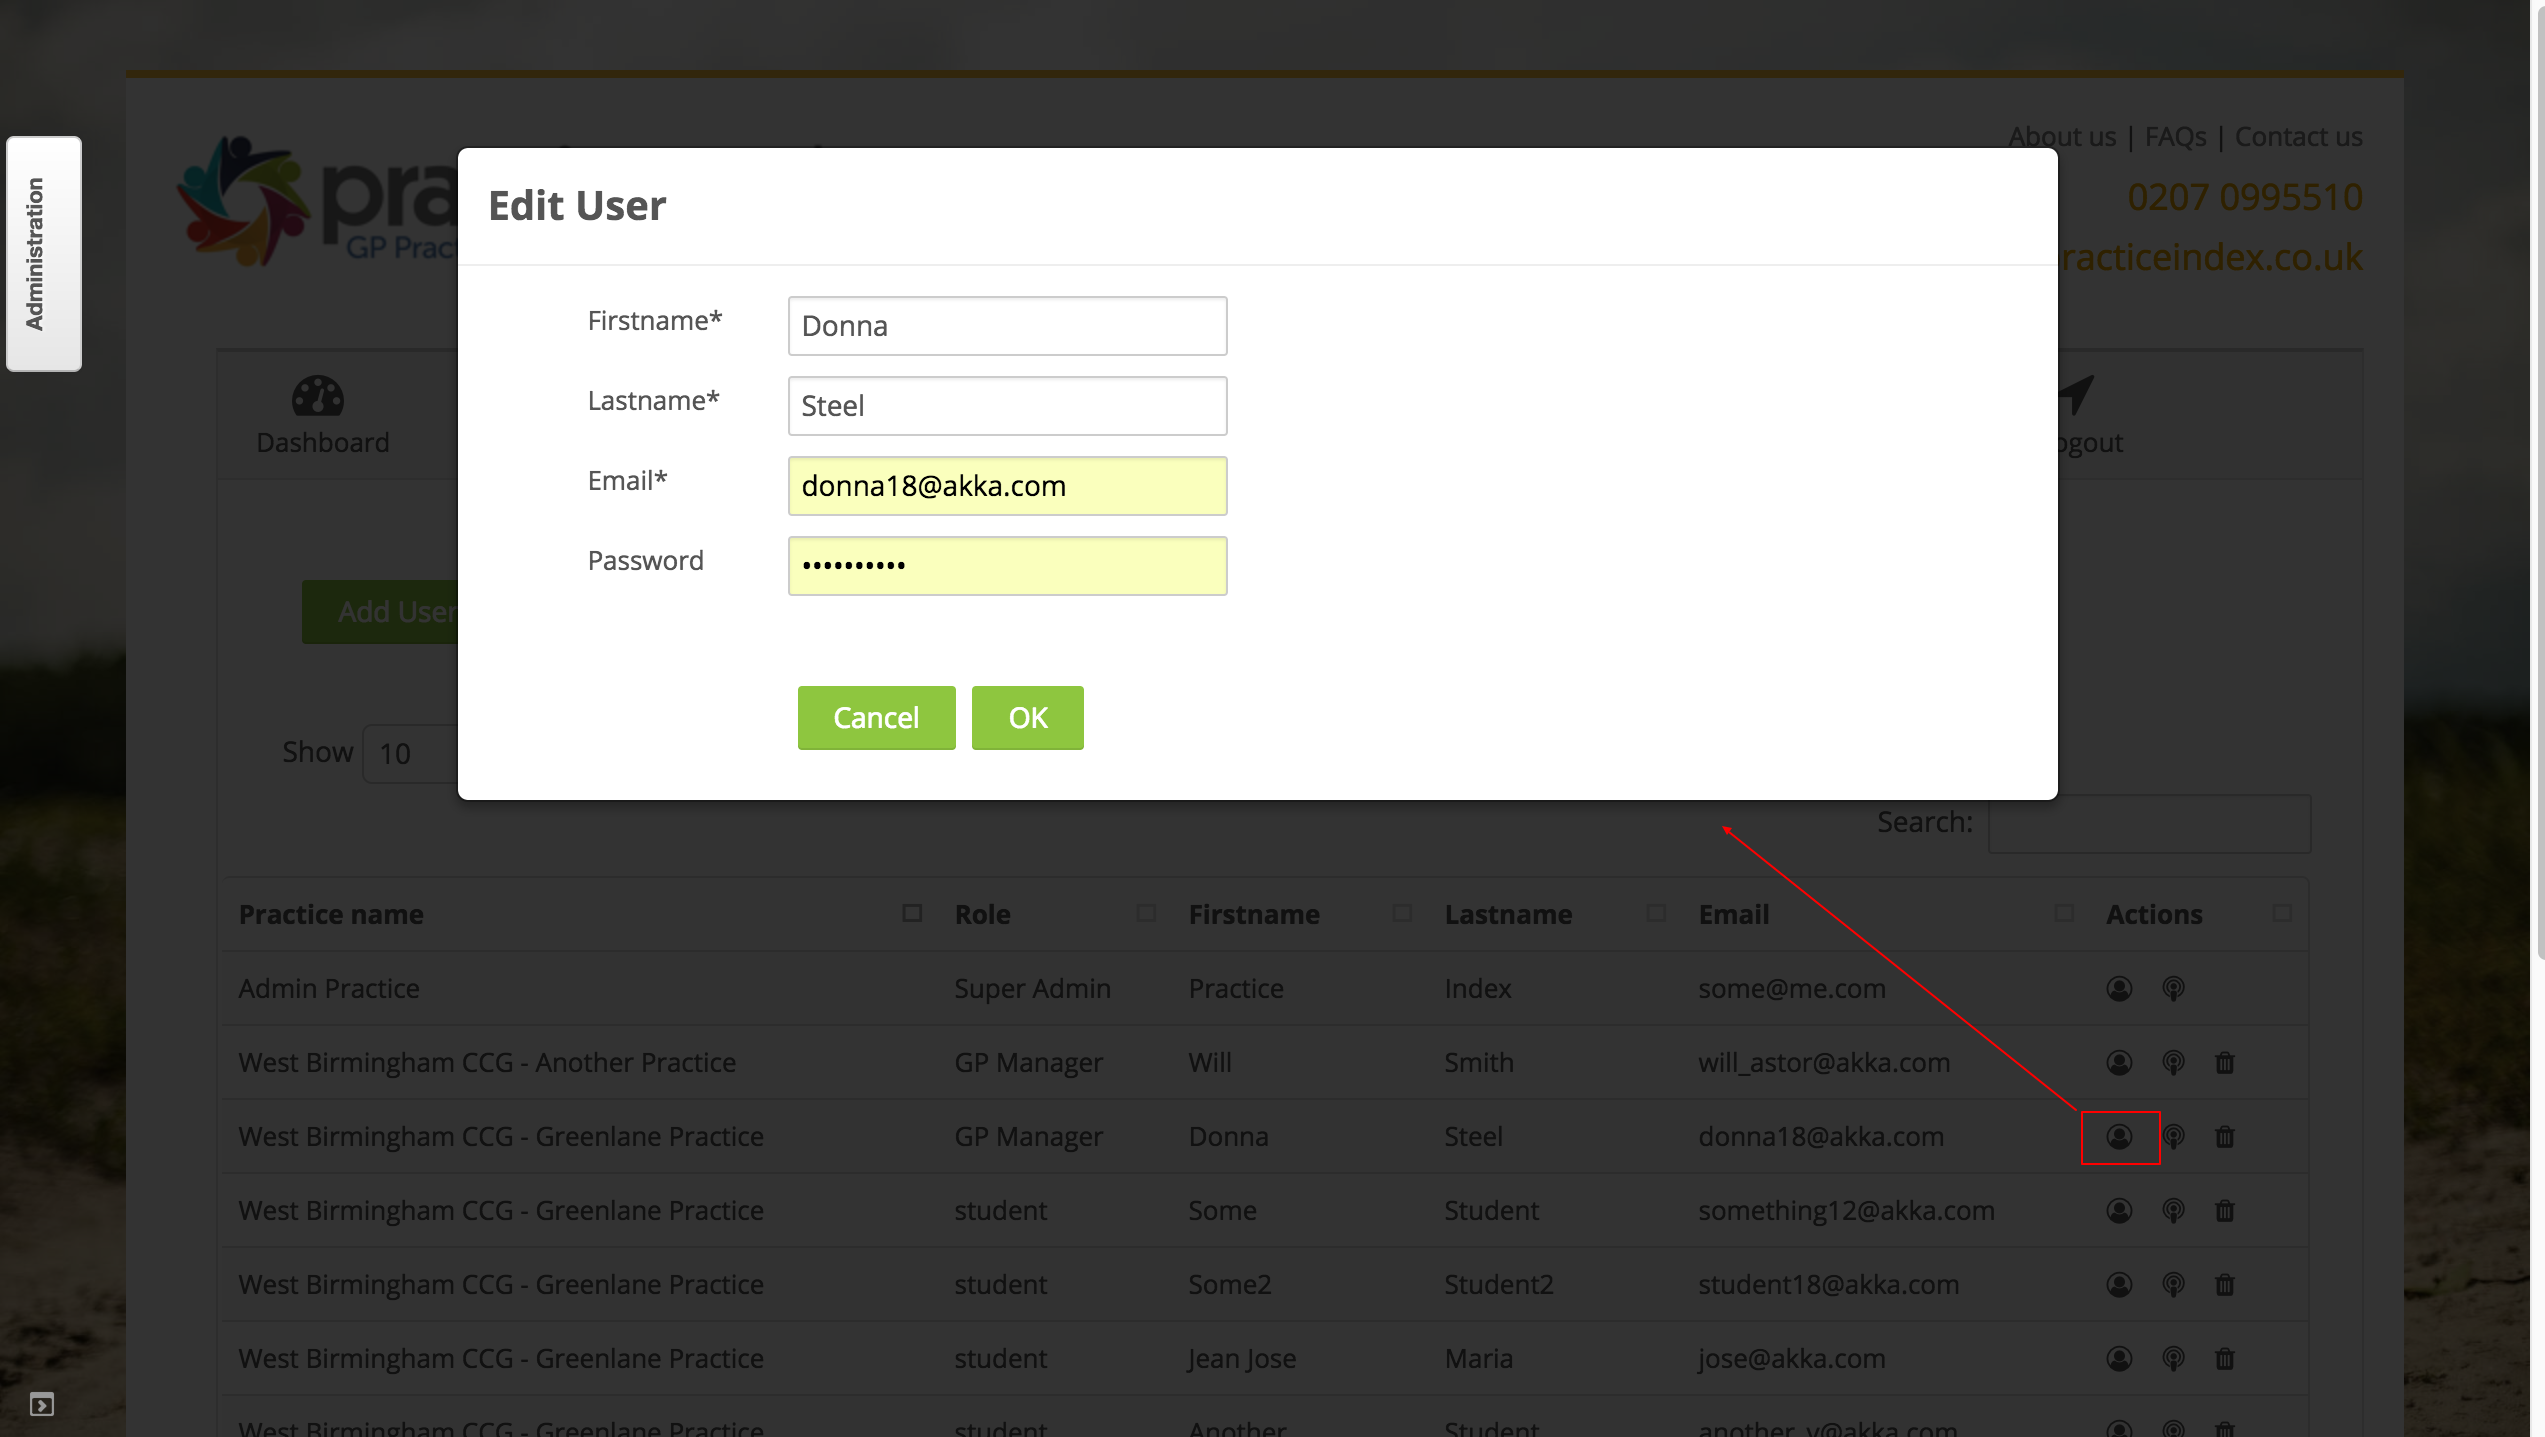 About us | FAQs | Contact us
Administration
pra
GP Pract
0207 0995510
racticeindex.co.uk
Edit User
Firstname* Donna
Lastname* Steel
Email* donna18@akka.com
Password ••••••••••
Cancel OK
Dashboard
ogout
Add User
Show 10
Search:
Practice name Role Firstname Lastname Email Actions
Admin Practice Super Admin Practice Index some@me.com
West Birmingham CCG - Another Practice GP Manager Will Smith will_astor@akka.com
West Birmingham CCG - Greenlane Practice GP Manager Donna Steel donna18@akka.com
West Birmingham CCG - Greenlane Practice student Some Student something12@akka.com
West Birmingham CCG - Greenlane Practice student Some2 Student2 student18@akka.com
West Birmingham CCG - Greenlane Practice student Jean Jose Maria jose@akka.com
West Birmingham CCG - Greenlane Practice student Another Student another_y@akka.com